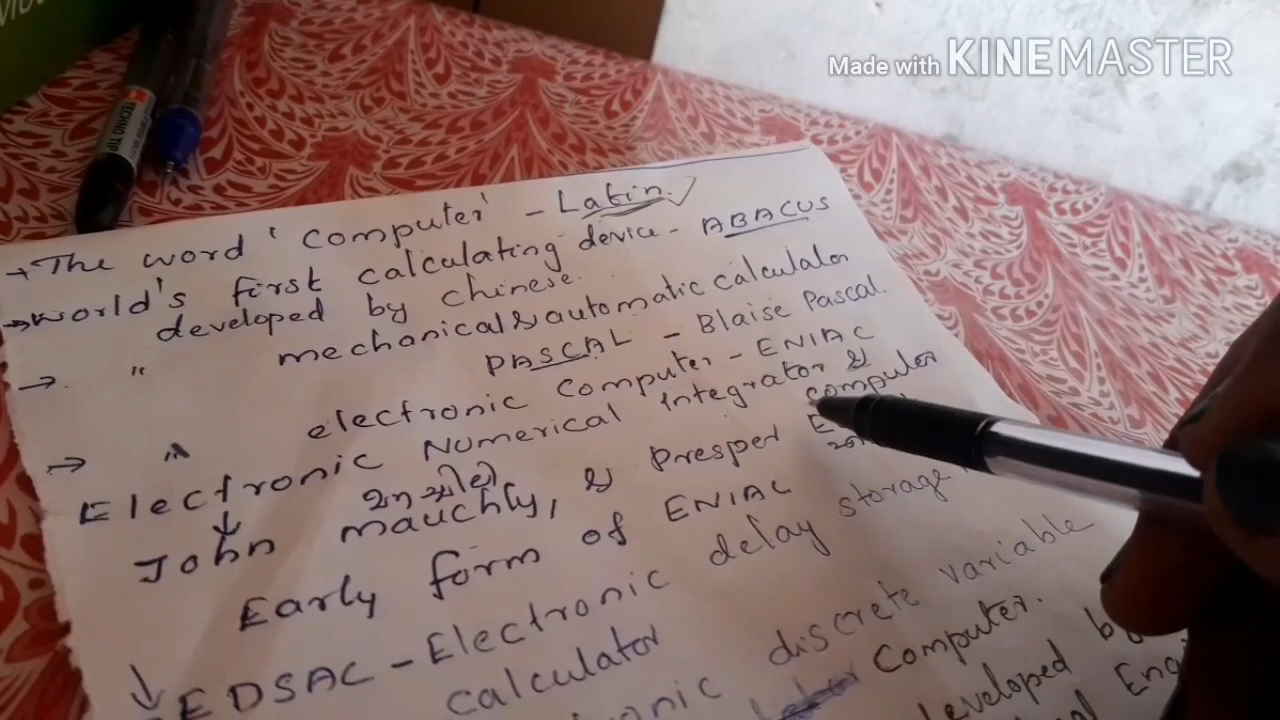 Made with KINEMASTER
TECHNO TIP
→ The word 'computer' - Latin. ✓
→ World's first calculating device - ABACUS
developed by chinese.
→ " mechanical & automatic calculator
PASCAL - Blaise Pascal.
→ " electronic computer - ENIAC
Electronic Numerical Integrator &
computer
John mauchly, & Presper
Early form of ENIAC
EDSAC - Electronic delay storage
calculator
discrete variable
Computer.
developed